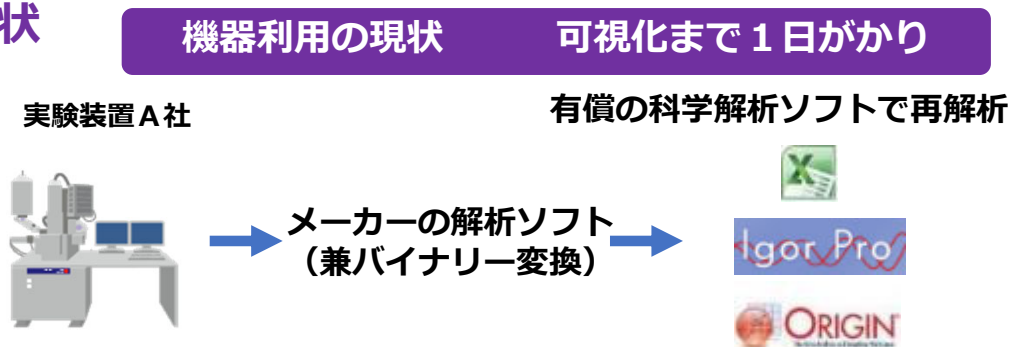 状
機器利用の現状 可視化まで１日がかり
実験装置Ａ社
有償の科学解析ソフトで再解析
メーカーの解析ソフト
（兼バイナリー変換）
Igor Pro
ORIGIN